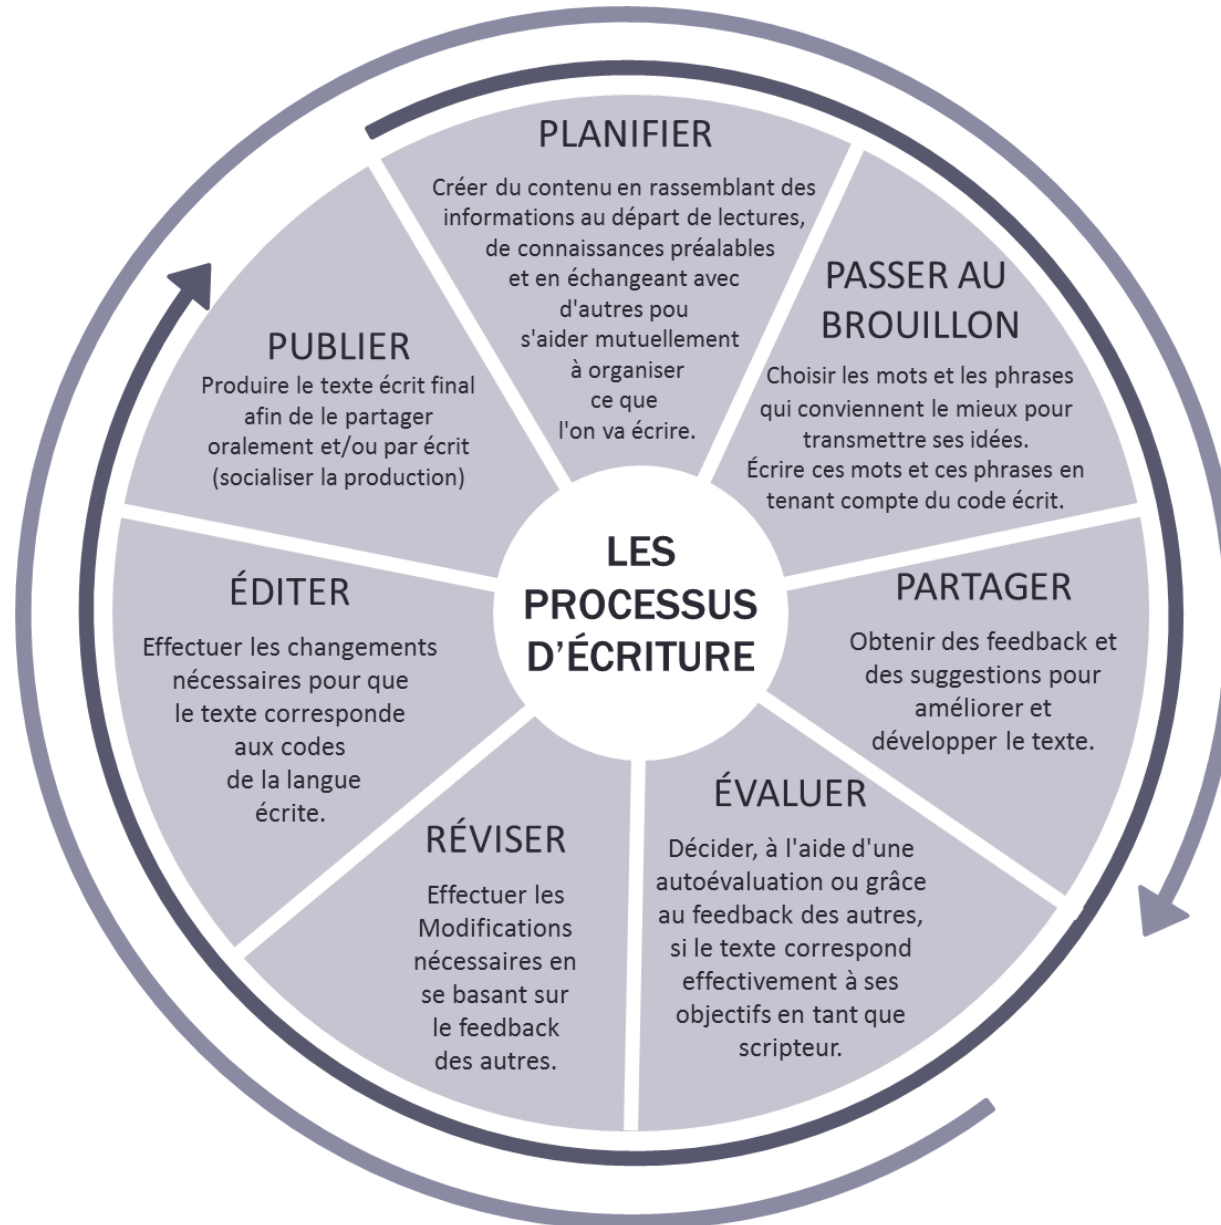 PLANIFIER
Créer du contenu en rassemblant des
informations au départ de lectures,
de connaissances préalables
et en échangeant avec
d'autres pou
s'aider mutuellement
à organiser
ce que
l'on va écrire.
PASSER AU
BROUILLON
Choisir les mots et les phrases
qui conviennent le mieux pour
transmettre ses idées.
Écrire ces mots et ces phrases en
tenant compte du code écrit.
PARTAGER
Obtenir des feedback et
des suggestions pour
améliorer et
développer le texte.
ÉVALUER
Décider, à l'aide d'une
autoévaluation ou grâce
au feedback des autres,
si le texte correspond
effectivement à ses
objectifs en tant que
scripteur.
RÉVISER
Effectuer les
Modifications
nécessaires en
se basant sur
le feedback
des autres.
ÉDITER
Effectuer les changements
nécessaires pour que
le texte corresponde
aux codes
de la langue
écrite.
PUBLIER
Produire le texte écrit final
afin de le partager
oralement et/ou par écrit
(socialiser la production)
LES
PROCESSUS
D’ÉCRITURE